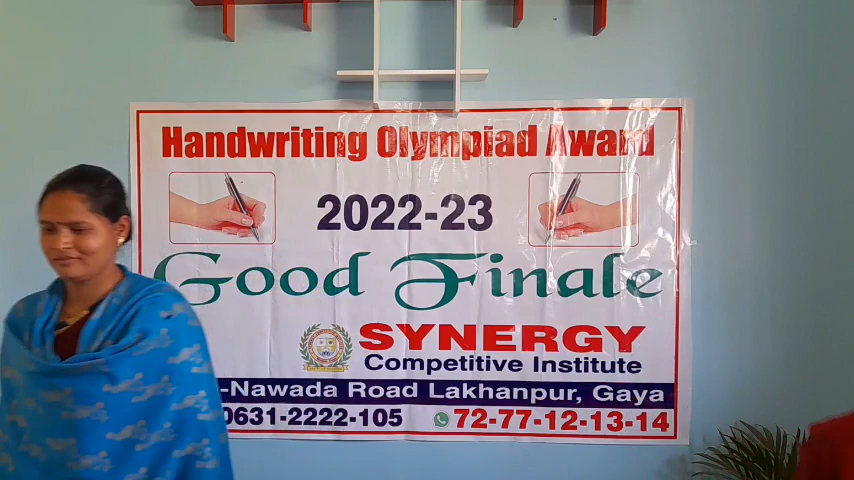 Handwriting Olympiad Award
2022-23
Good Finale
SYNERGY
Competitive Institute
-Nawada Road Lakhanpur, Gaya
0631-2222-105 72-77-12-13-14